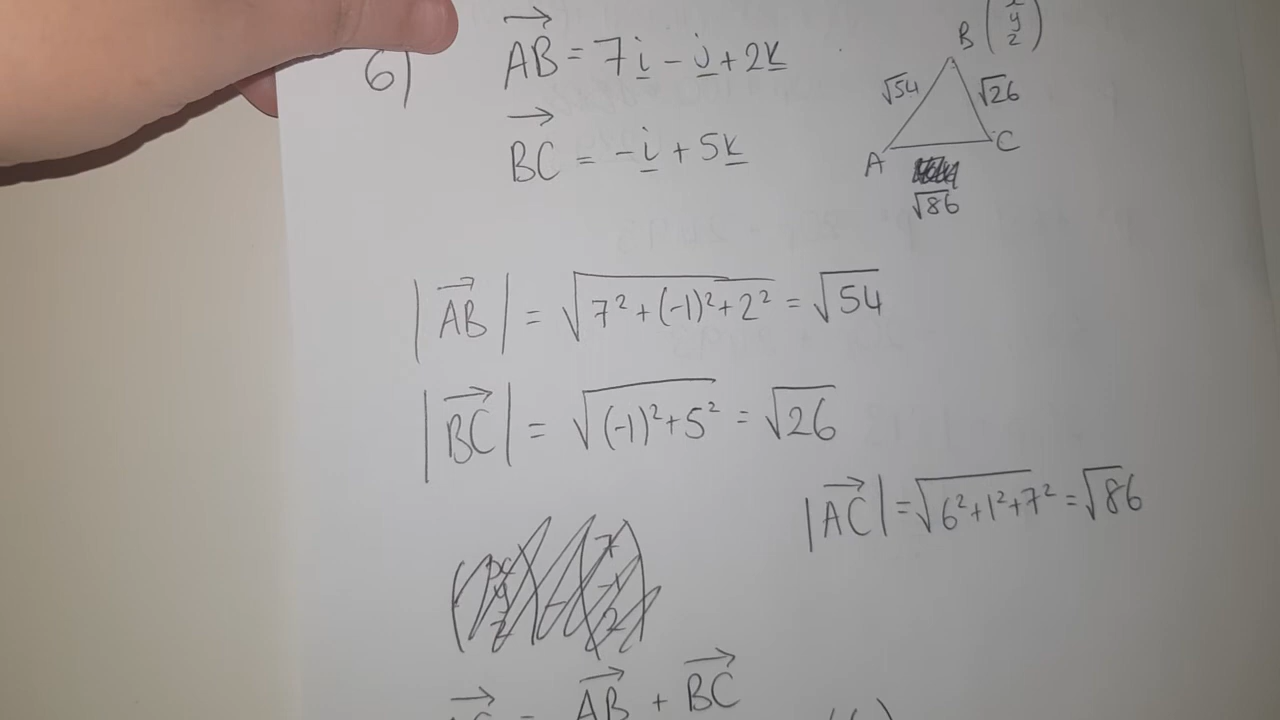 6) →AB = 7i - j + 2k
→BC = -i + 5k
B (y z)
√54 √26
A C
√86
|→AB| = √(7² + (-1)² + 2²) = √54
|→BC| = √((-1)² + 5²) = √26
|→AC| = √(6² + 1² + 7²) = √86
= →AB + →BC